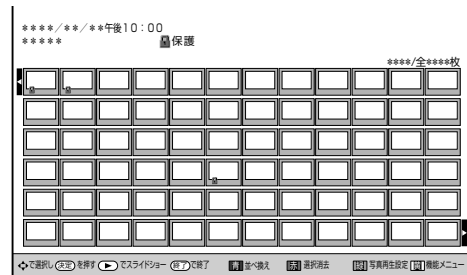 ****/**/**午後10:00
***** 保護
****/全****枚
で選択し 決定 を押す ▶ でスライドショー 終了 で終了 青 並べ換え 赤 選択消去 緑 写真再生設定 黄 機能メニュー